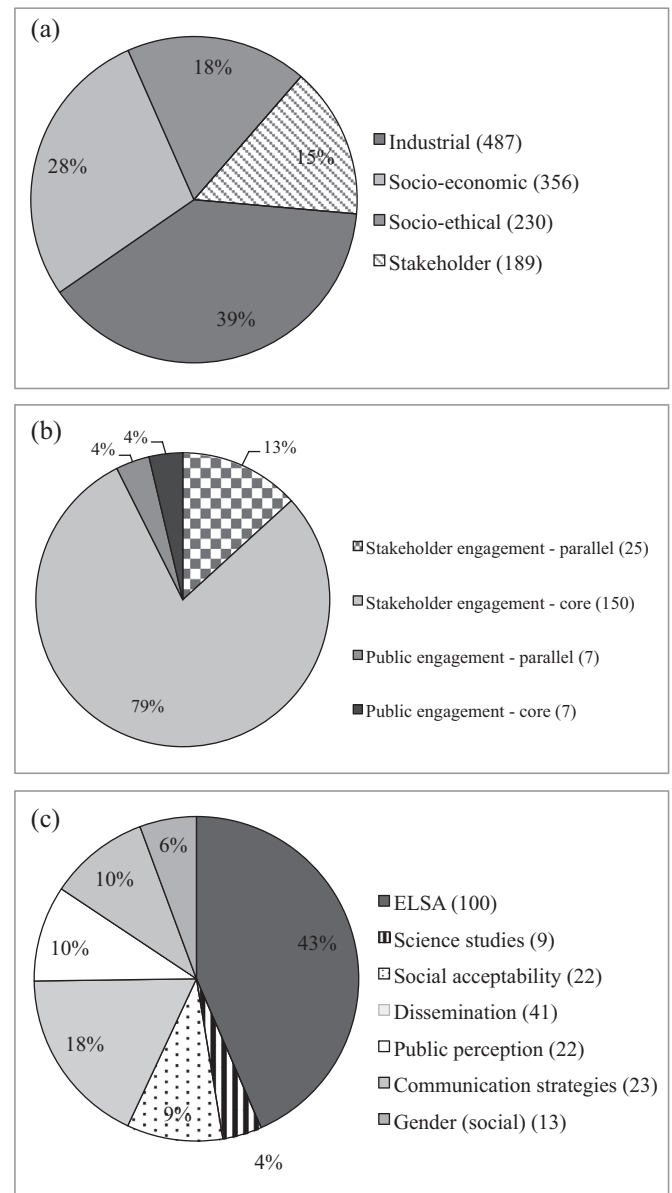 (a)
18%
15%
28%
39%
Industrial (487)
Socio-economic (356)
Socio-ethical (230)
Stakeholder (189)
(b)
4%
4%
13%
79%
Stakeholder engagement - parallel (25)
Stakeholder engagement - core (150)
Public engagement - parallel (7)
Public engagement - core (7)
(c)
6%
10%
43%
10%
18%
9%
4%
ELSA (100)
Science studies (9)
Social acceptability (22)
Dissemination (41)
Public perception (22)
Communication strategies (23)
Gender (social) (13)